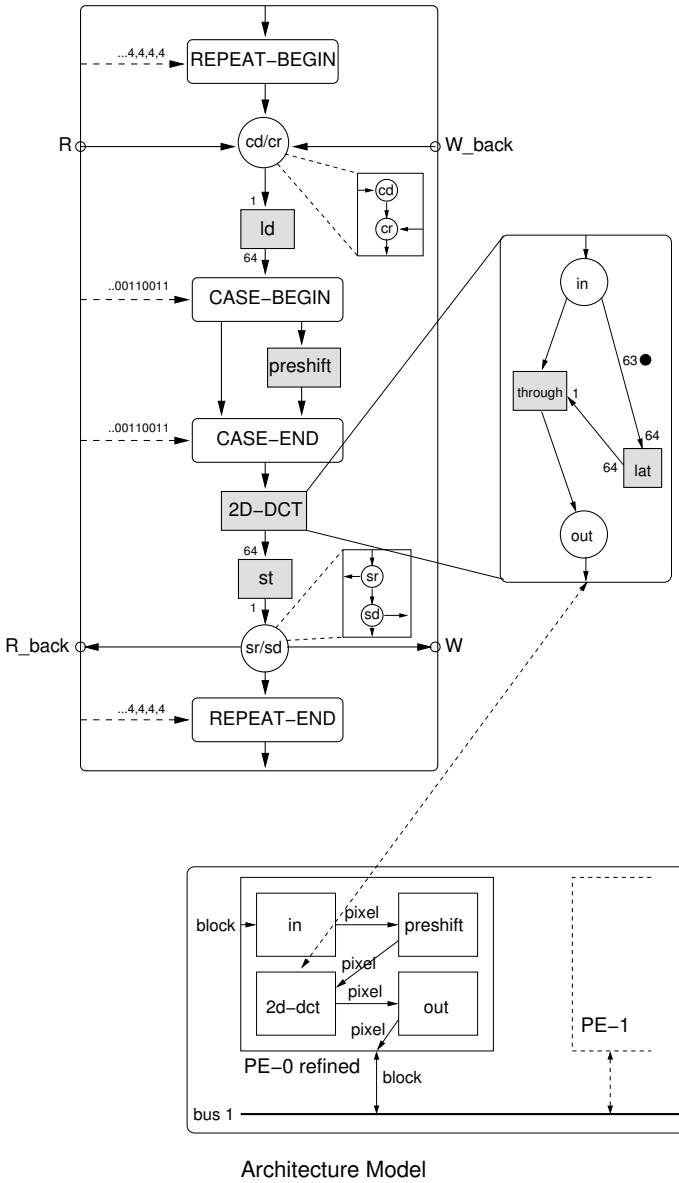 ...4,4,4,4
REPEAT−BEGIN
R
cd/cr
W_back
cd
cr
1
ld
64
..00110011
CASE−BEGIN
preshift
..00110011
CASE−END
2D−DCT
64
st
1
sr
sd
R_back
sr/sd
W
...4,4,4,4
REPEAT−END
in
63
through
1
64
64
lat
out
block
in
pixel
preshift
pixel
2d-dct
pixel
out
pixel
PE−0 refined
block
PE−1
bus 1
Architecture Model